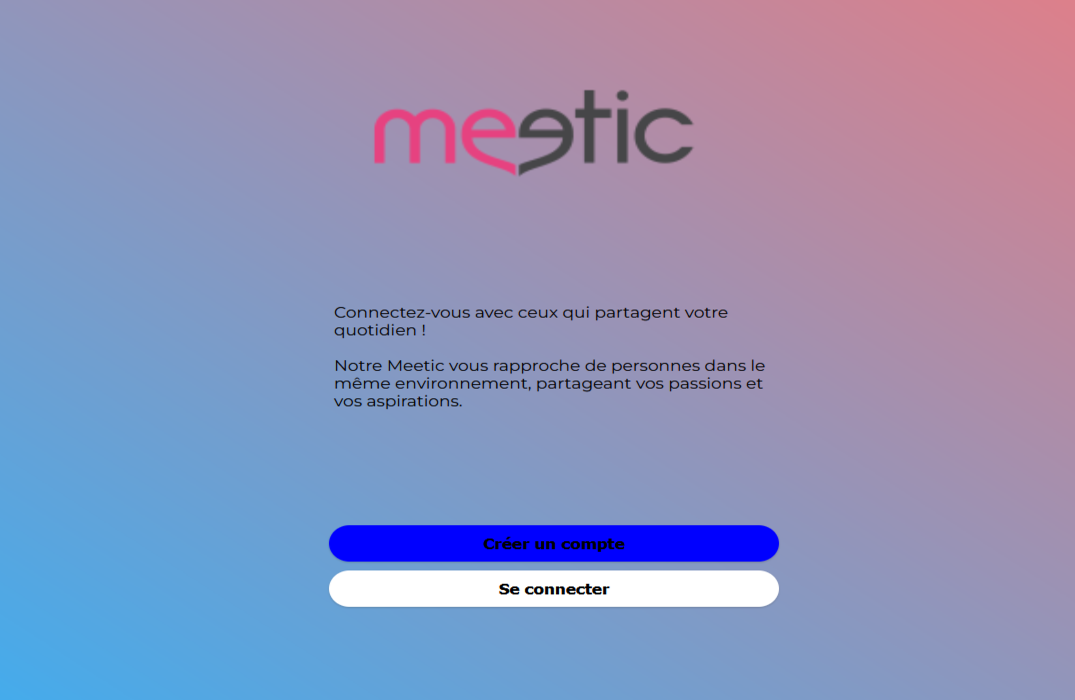 meetic
Connectez-vous avec ceux qui partagent votre
quotidien !
Notre Meetic vous rapproche de personnes dans le
même environnement, partageant vos passions et
vos aspirations.
Créer un compte
Se connecter